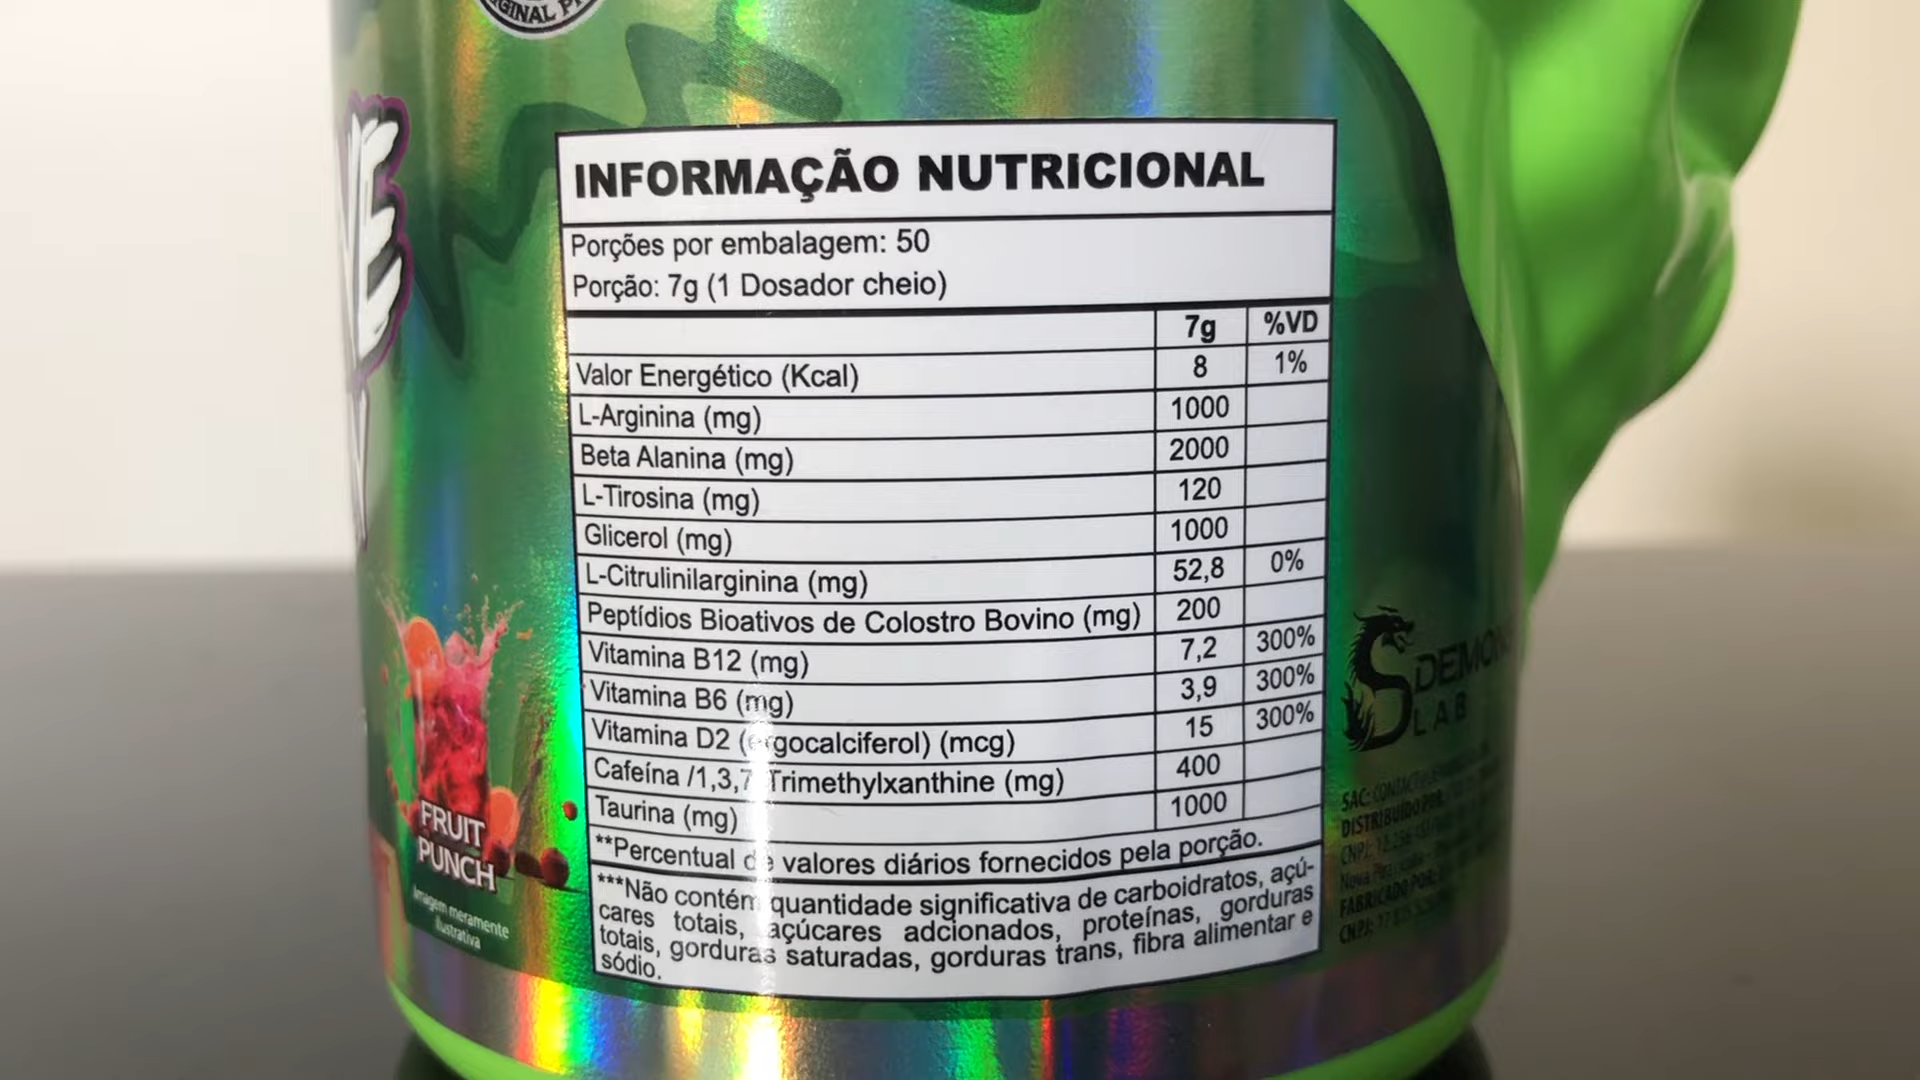 INFORMAÇÃO NUTRICIONAL
Porções por embalagem: 50
Porção: 7g (1 Dosador cheio)
7g %VD
Valor Energético (Kcal) 8 1%
L-Arginina (mg) 1000
Beta Alanina (mg) 2000
L-Tirosina (mg) 120
Glicerol (mg) 1000
L-Citrulinilarginina (mg) 52,8 0%
Peptídios Bioativos de Colostro Bovino (mg) 200
Vitamina B12 (mg) 7,2 300%
Vitamina B6 (mg) 3,9 300%
Vitamina D2 (ergocalciferol) (mcg) 15 300%
Cafeína /1,3,7 Trimethylxanthine (mg) 400
Taurina (mg) 1000
**Percentual de valores diários fornecidos pela porção.
***Não contém quantidade significativa de carboidratos, açú-
cares totais, açúcares adcionados, proteínas, gorduras
totais, gorduras saturadas, gorduras trans, fibra alimentar e
sódio.
FRUIT
PUNCH
Imagem meramente
ilustrativa
LAB
DISTRIBUIDO POR
FABRICADO POR